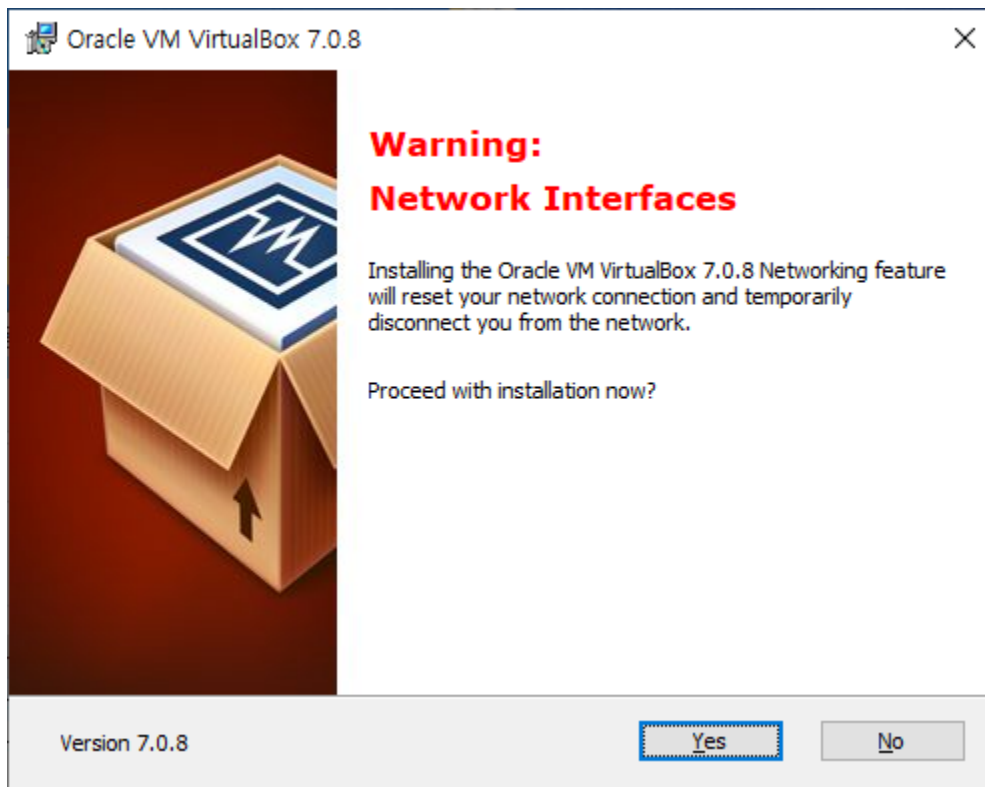 Oracle VM VirtualBox 7.0.8
Warning:
Network Interfaces
Installing the Oracle VM VirtualBox 7.0.8 Networking feature
will reset your network connection and temporarily
disconnect you from the network.
Proceed with installation now?
Version 7.0.8
Yes
No